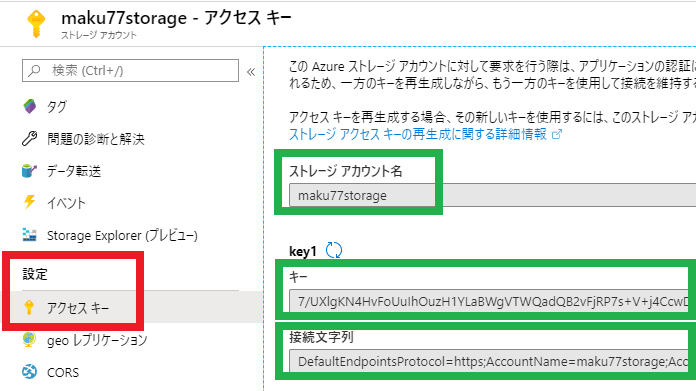 maku77storage - アクセス キー
ストレージ アカウント
検索 (Ctrl+/)
«
タグ
問題の診断と解決
データ転送
イベント
Storage Explorer (プレビュー)
設定
アクセス キー
geo レプリケーション
CORS
この Azure ストレージ アカウントに対して要求を行う際は、アプリケーションの認証に
れるため、一方のキーを再生成しながら、もう一方のキーを使用して接続を維持する
アクセス キーを再生成する場合、その新しいキーを使用するには、このストレージ アカ
ストレージ アクセス キーの再生成に関する詳細情報
ストレージ アカウント名
maku77storage
key1
キー
7/UXlgKN4HvFoUuIhOuzH1YLaBWgVTWQadQB2vFjRP7s+V+j4CcwD
接続文字列
DefaultEndpointsProtocol=https;AccountName=maku77storage;Acc